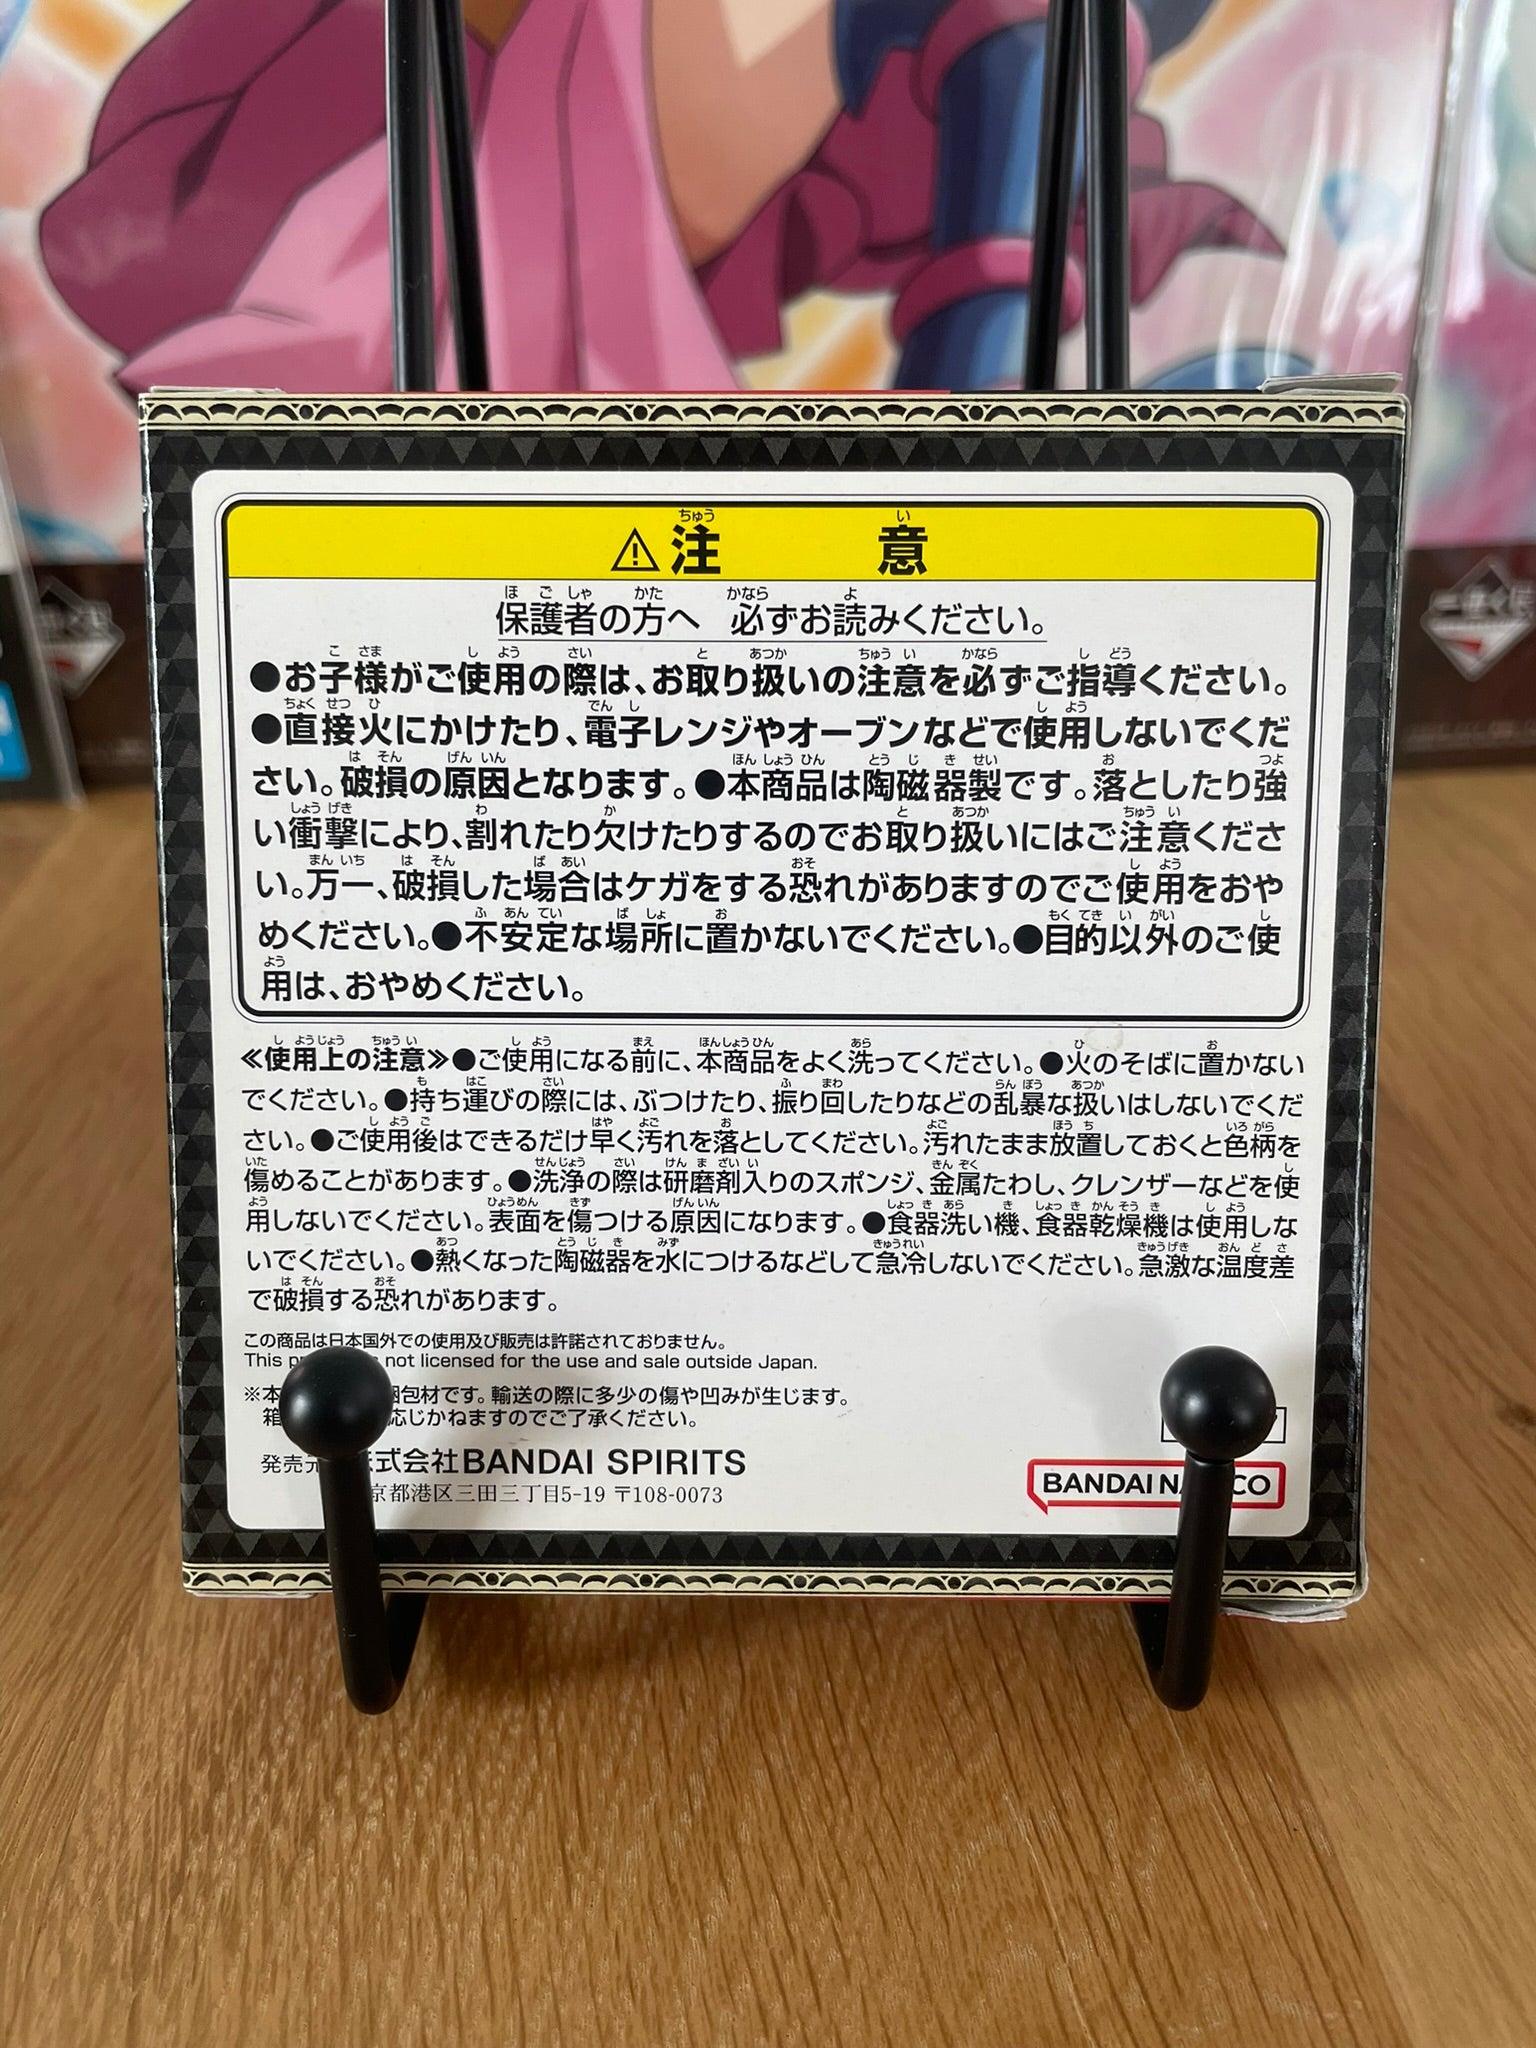 ⚠注意
保護者の方へ 必ずお読みください。
●お子様がご使用の際は、お取り扱いの注意を必ずご指導ください。
●直接火にかけたり、電子レンジやオーブンなどで使用しないでくだ
さい。破損の原因となります。●本商品は陶磁器製です。落としたり強
い衝撃により、割れたり欠けたりするのでお取り扱いにはご注意くださ
い。万一、破損した場合はケガをする恐れがありますのでご使用をおや
めください。●不安定な場所に置かないでください。●目的以外のご使
用は、おやめください。
≪使用上の注意≫●ご使用になる前に、本商品をよく洗ってください。●火のそばに置かない
でください。●持ち運びの際には、ぶつけたり、振り回したりなどの乱暴な扱いはしないでくだ
さい。●ご使用後はできるだけ早く汚れを落としてください。汚れたまま放置しておくと色柄を
傷めることがあります。●洗浄の際は研磨剤入りのスポンジ、金属たわし、クレンザーなどを使
用しないでください。表面を傷つける原因になります。●食器洗い機、食器乾燥機は使用しな
いでください。●熱くなった陶磁器を水につけるなどして急冷しないでください。急激な温度差
で破損する恐れがあります。
この商品は日本国外での使用及び販売は許諾されておりません。
This not licensed for the use and sale outside Japan.
※本 梱包材です。輸送の際に多少の傷や凹みが生じます。
箱 応じかねますのでご了承ください。
発売元 式会社BANDAI SPIRITS
京都港区三田三丁目5-19 〒108-0073
BANDAI